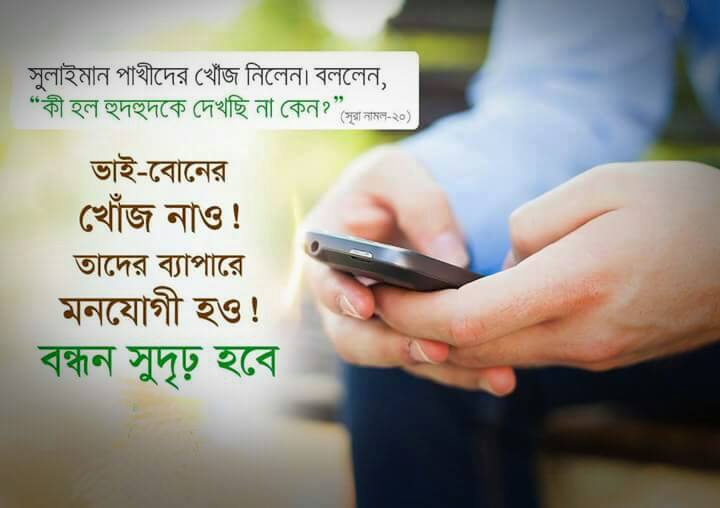 সুলাইমান পাখীদের খোঁজ নিলেন। বললেন,
“কী হল হুদহুদকে দেখছি না কেন?” (সূরা নামল-২০)
ভাই-বোনের
খোঁজ নাও!
তাদের ব্যাপারে
মনযোগী হও!
বন্ধন সুদৃঢ় হবে